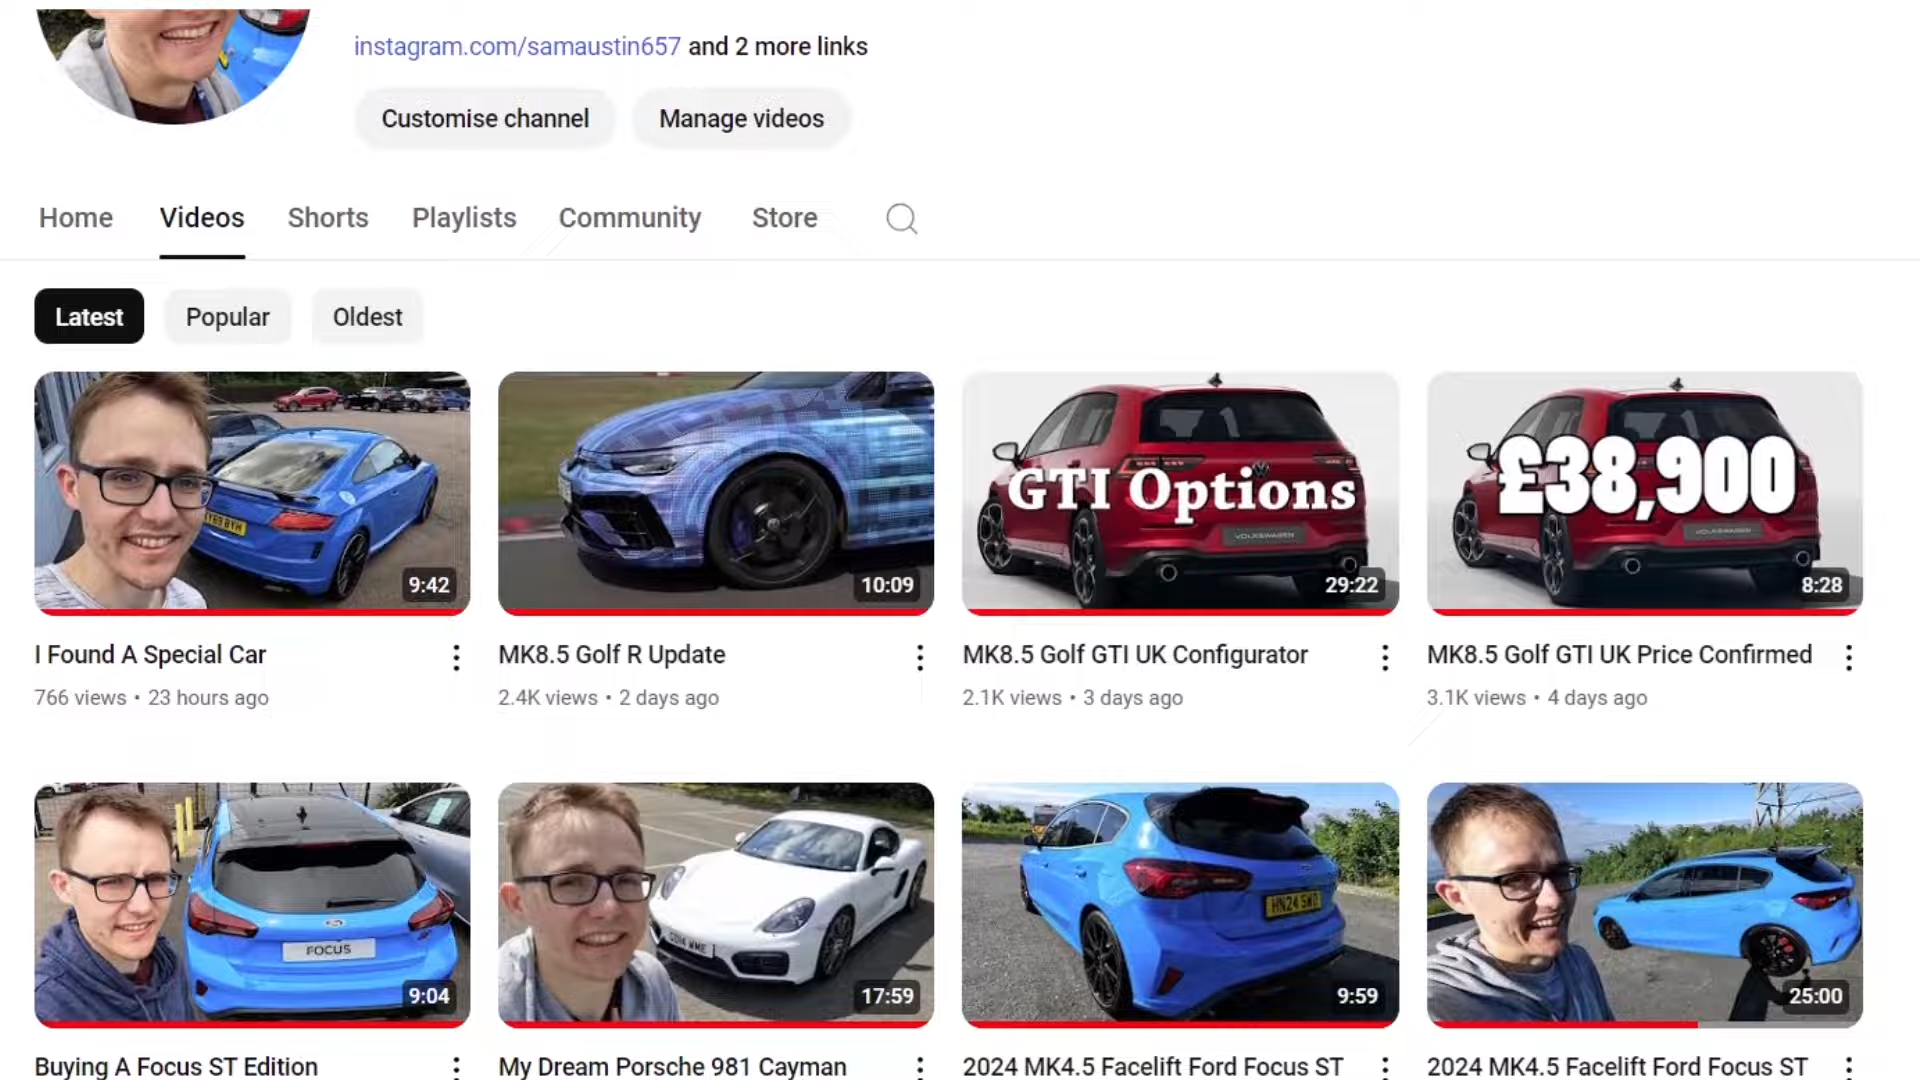 instagram.com/samaustin657 and 2 more links
Customise channel Manage videos
Home Videos Shorts Playlists Community Store
Latest Popular Oldest
9:42
10:09
GTI Options
VOLKSWAGEN
29:22
£38,900
VOLKSWAGEN
8:28
I Found A Special Car
766 views • 23 hours ago
MK8.5 Golf R Update
2.4K views • 2 days ago
MK8.5 Golf GTI UK Configurator
2.1K views • 3 days ago
MK8.5 Golf GTI UK Price Confirmed
3.1K views • 4 days ago
FOCUS
9:04
17:59
9:59
25:00
Buying A Focus ST Edition
My Dream Porsche 981 Cayman
2024 MK4.5 Facelift Ford Focus ST
2024 MK4.5 Facelift Ford Focus ST